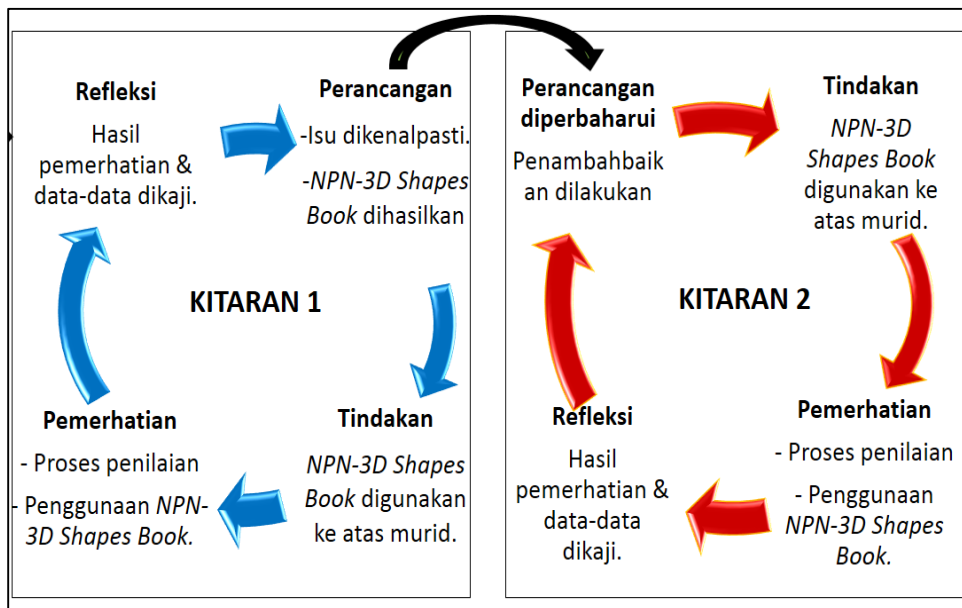 Refleksi
Hasil
pemerhatian &
data-data dikaji.
Perancangan
-Isu dikenalpasti.
-NPN-3D Shapes
Book dihasilkan
KITARAN 1
Pemerhatian
- Proses penilaian
- Penggunaan NPN-
3D Shapes Book.
Tindakan
NPN-3D Shapes
Book digunakan
ke atas murid.
Perancangan
diperbaharui
Penambahbaik
an dilakukan
Tindakan
NPN-3D
Shapes Book
digunakan ke
atas murid.
KITARAN 2
Refleksi
Hasil
pemerhatian &
data-data
dikaji.
Pemerhatian
- Proses penilaian
- Penggunaan
NPN-3D Shapes
Book.